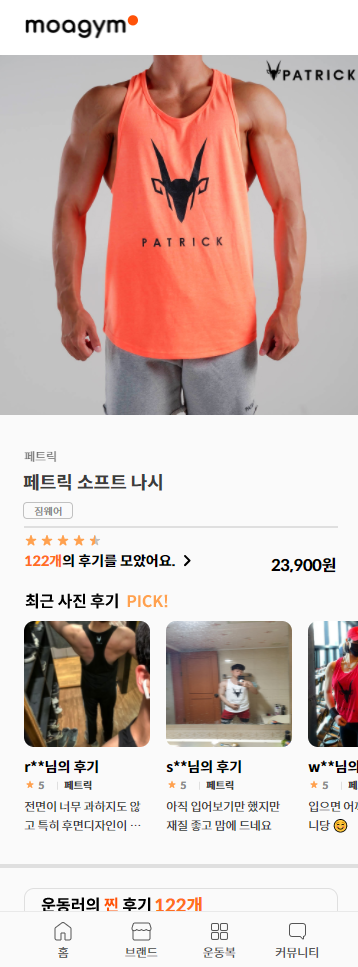 moagym
PATRICK
PATRICK
페트릭
페트릭 소프트 나시
짐웨어
122개의 후기를 모았어요.
23,900원
최근 사진 후기 PICK!
r**님의 후기
s**님의 후기
w**님의
5 페트릭
5 페트릭
5
전면이 너무 과하지도 않
고 특히 후면디자인이 ···
아직 입어보기만 했지만
재질 좋고 맘에 드네요
입으면 어
니당 😊
운동러의 찐 후기 122개
홈
브랜드
운동복
커뮤니티